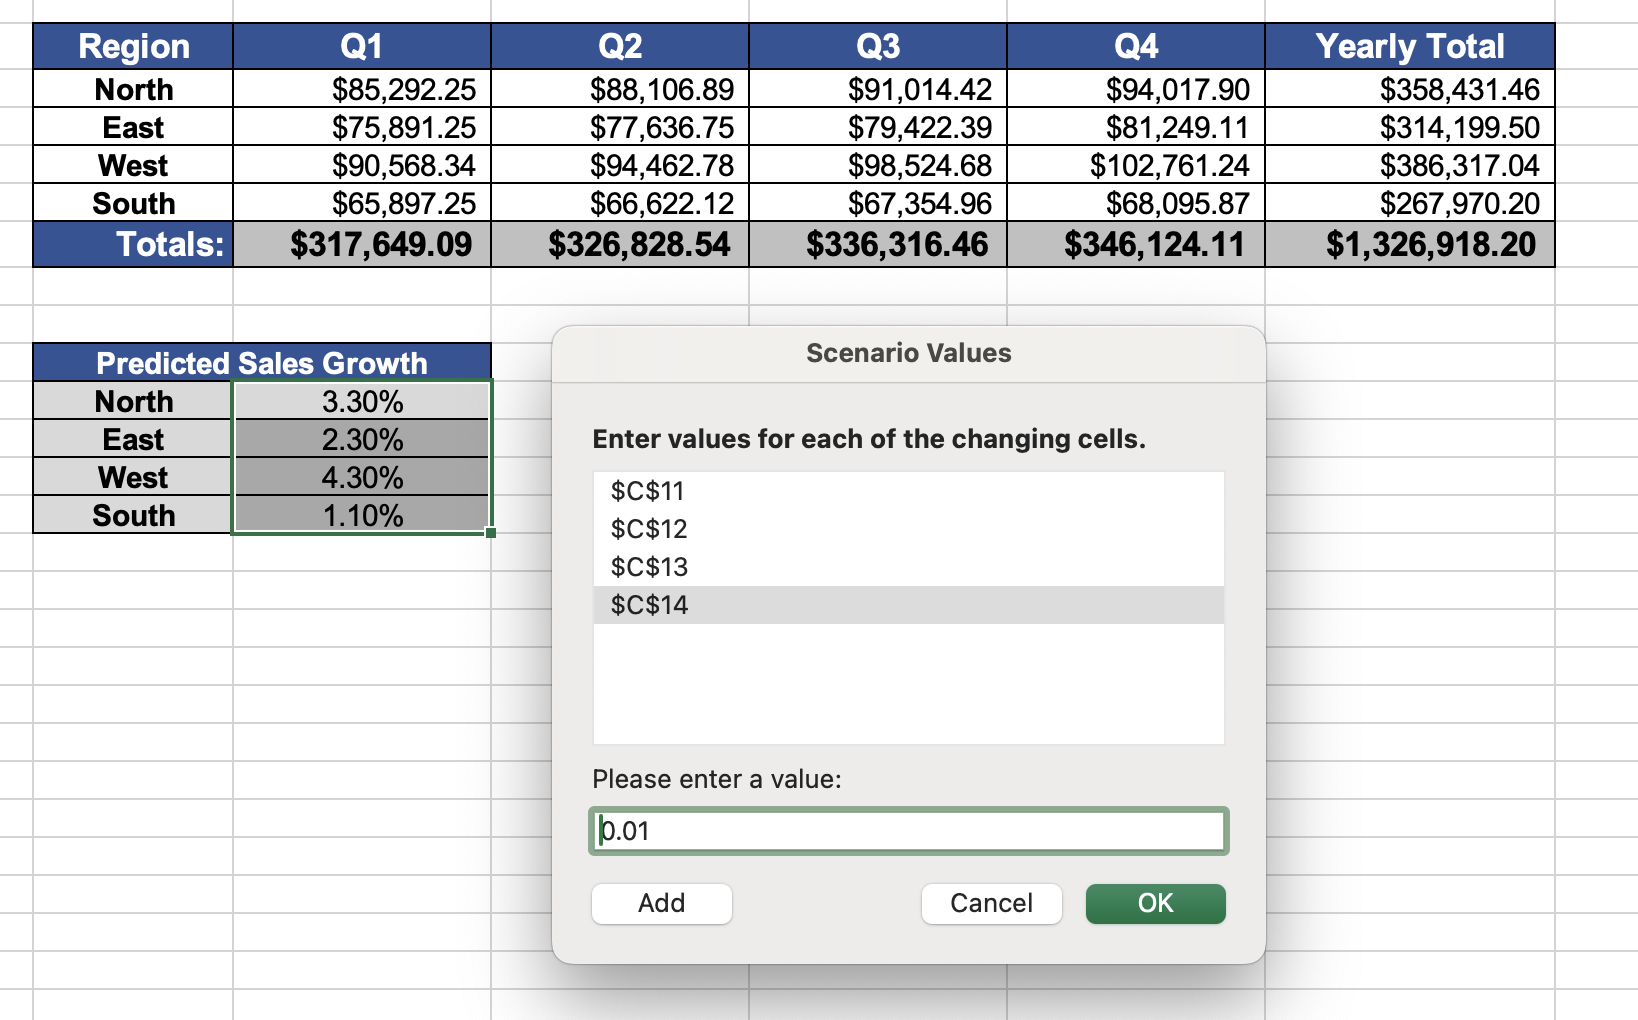 Region Q1 Q2 Q3 Q4 Yearly Total
North $85,292.25 $88,106.89 $91,014.42 $94,017.90 $358,431.46
East $75,891.25 $77,636.75 $79,422.39 $81,249.11 $314,199.50
West $90,568.34 $94,462.78 $98,524.68 $102,761.24 $386,317.04
South $65,897.25 $66,622.12 $67,354.96 $68,095.87 $267,970.20
Totals: $317,649.09 $326,828.54 $336,316.46 $346,124.11 $1,326,918.20
Predicted Sales Growth
North 3.30%
East 2.30%
West 4.30%
South 1.10%
Scenario Values
Enter values for each of the changing cells.
$C$11
$C$12
$C$13
$C$14
Please enter a value:
0.01
Add Cancel OK